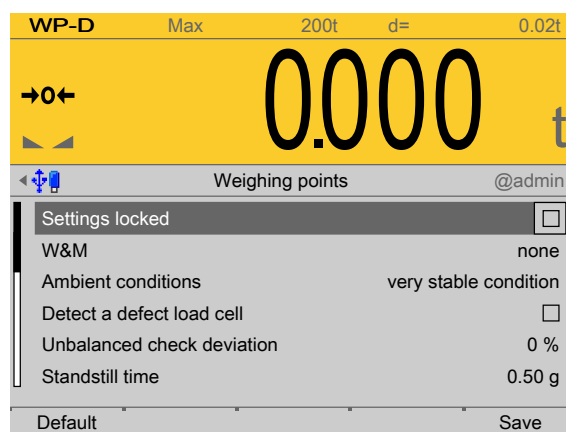 WP-D Max 200t d= 0.02t
→0←
0.000 t
Weighing points @admin
Settings locked
W&M none
Ambient conditions very stable condition
Detect a defect load cell
Unbalanced check deviation 0 %
Standstill time 0.50 g
Default Save